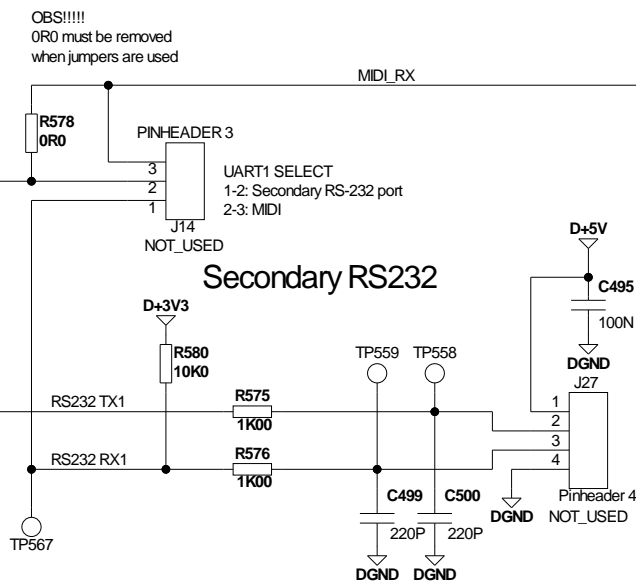 OBS!!!!!
0R0 must be removed
when jumpers are used
MIDI_RX
R578
0R0
PINHEADER 3
3
2
1
J14
NOT_USED
UART1 SELECT
1-2: Secondary RS-232 port
2-3: MIDI
D+5V
C495
100N
DGND
Secondary RS232
D+3V3
R580
10K0
TP559
TP558
J27
RS232 TX1
R575
1K00
1
2
3
4
RS232 RX1
R576
1K00
C499
220P
C500
220P
DGND
Pinheader 4
NOT_USED
TP567
DGND
DGND